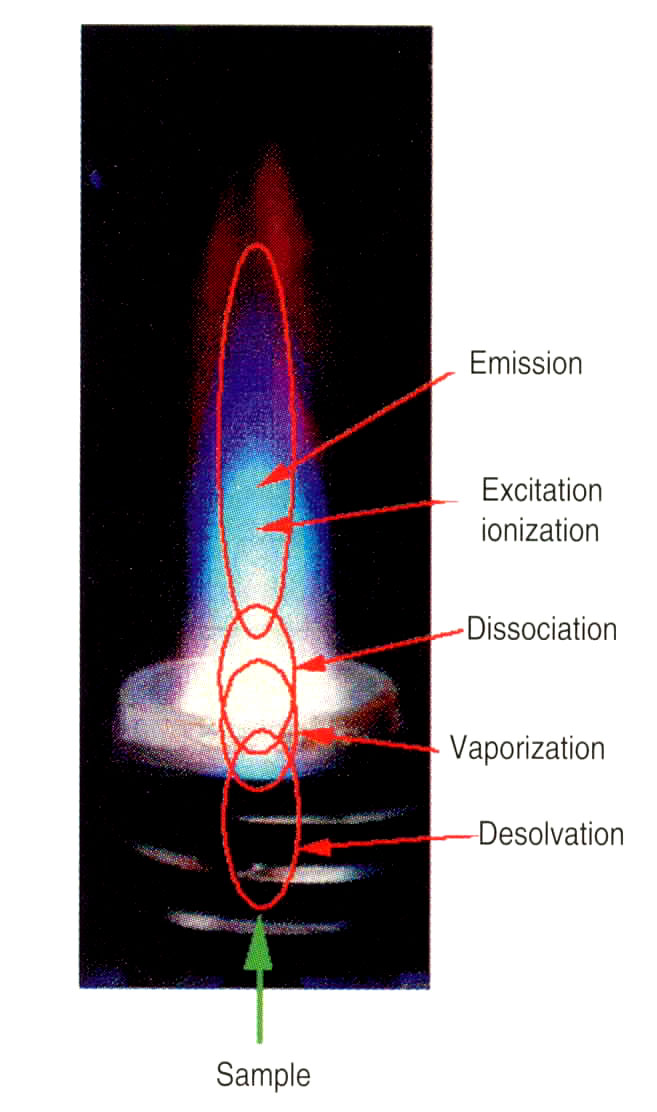 Emission
Excitation
ionization
Dissociation
Vaporization
Desolvation
Sample